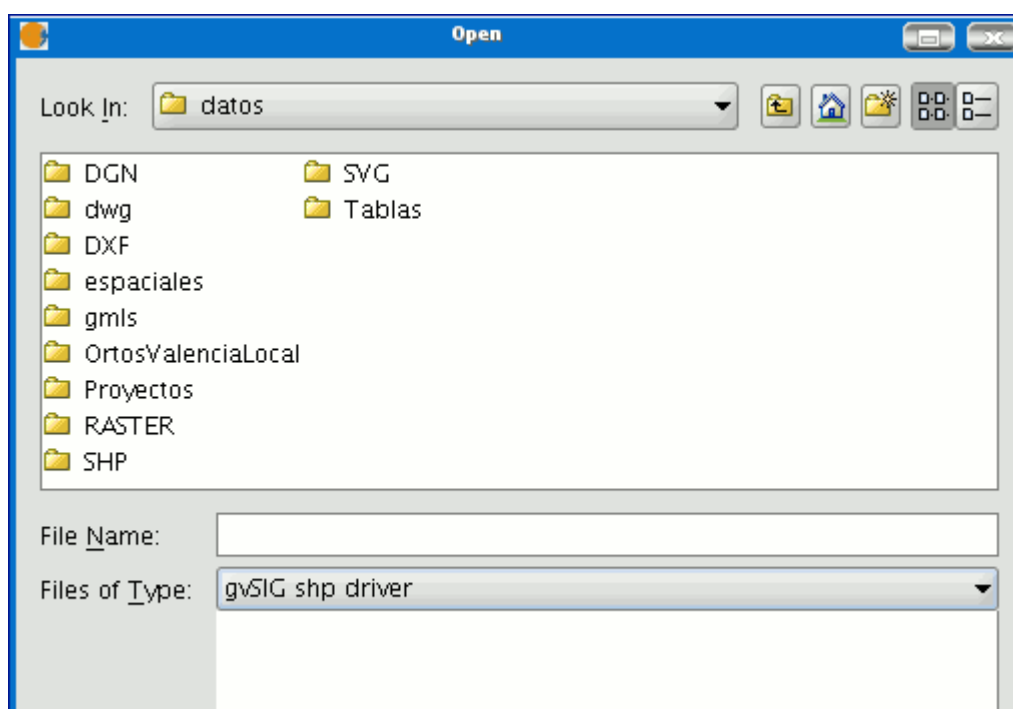 Open
Look In: datos
DGN
dwg
DXF
espaciales
gmls
OrtosValenciaLocal
Proyectos
RASTER
SHP
SVG
Tablas
File Name:
Files of Type: gvSIG shp driver